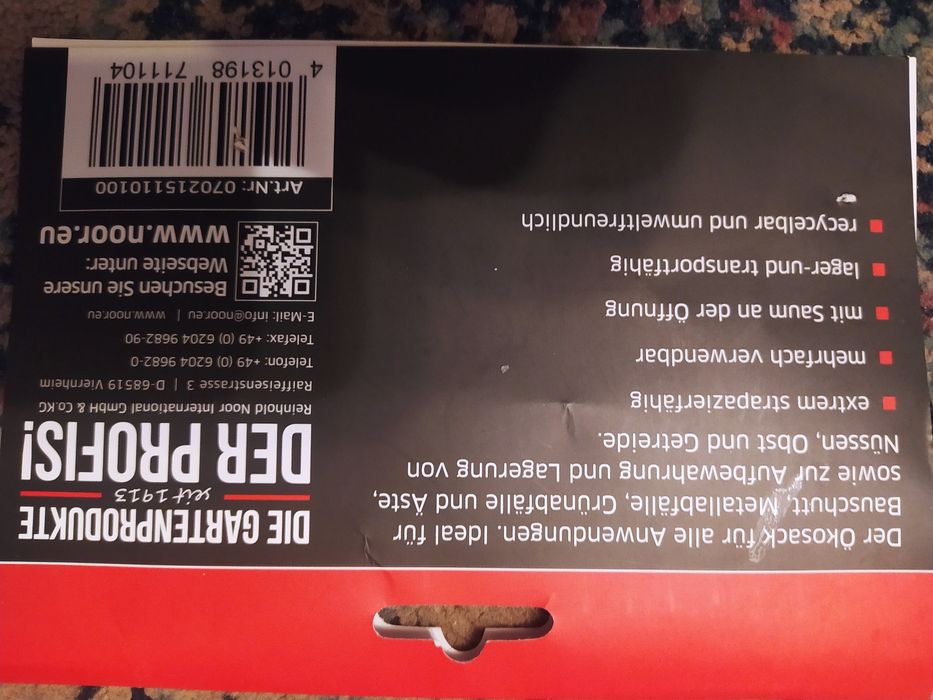 Der Ökosack für alle Anwendungen. Ideal für
Bauschutt, Metallabfälle, Grünabfälle und Äste,
sowie zur Aufbewahrung und Lagerung von
Nüssen, Obst und Getreide.
extrem strapazierfähig
mehrfach verwendbar
mit Saum an der Öffnung
lager-und transportfähig
recycelbar und umweltfreundlich
DIE GARTENPRODUKTE
seit 1913
DER PROFIS!
Reinhold Noor International GmbH & Co.KG
Raiffeisenstrasse 3 | D-68519 Viernheim
Telefon: +49 (0) 6204 9682-0
Telefax: +49 (0) 6204 9682-90
E-Mail: info@noor.eu | www.noor.eu
Besuchen Sie unsere
Webseite unter:
www.noor.eu
Art.Nr: 070215110100
4 013198 711104